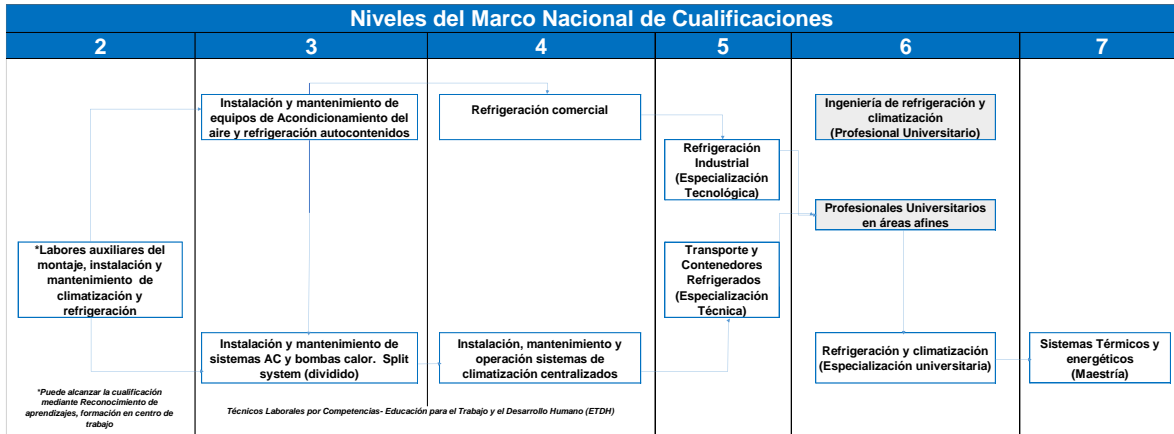 Niveles del Marco Nacional de Cualificaciones
2
3
4
5
6
7
Instalación y mantenimiento de
equipos de Acondicionamiento del
aire y refrigeración autocontenidos
Refrigeración comercial
Ingeniería de refrigeración y
climatización
(Profesional Universitario)
Refrigeración
Industrial
(Especialización
Tecnológica)
Profesionales Universitarios
en áreas afines
*Labores auxiliares del
montaje, instalación y
mantenimiento de
climatización y
refrigeración
Transporte y
Contenedores
Refrigerados
(Especialización
Técnica)
Instalación y mantenimiento de
sistemas AC y bombas calor. Split
system (dividido)
Instalación, mantenimiento y
operación sistemas de
climatización centralizados
Refrigeración y climatización
(Especialización universitaria)
Sistemas Térmicos y
energéticos
(Maestría)
*Puede alcanzar la cualificación
mediante Reconocimiento de
aprendizajes, formación en centro de
trabajo
Técnicos Laborales por Competencias- Educación para el Trabajo y el Desarrollo Humano (ETDH)